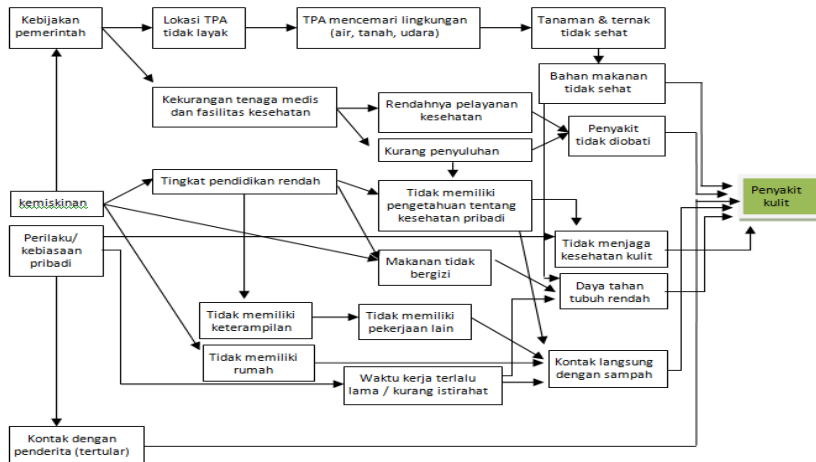 Kebijakan
pemerintah
Lokasi TPA
tidak layak
TPA mencemari lingkungan
(air, tanah, udara)
Tanaman & ternak
tidak sehat
Bahan makanan
tidak sehat
Kekurangan tenaga medis
dan fasilitas kesehatan
Rendahnya pelayanan
kesehatan
Kurang penyuluhan
Penyakit
tidak diobati
Tingkat pendidikan rendah
Tidak memiliki
pengetahuan tentang
kesehatan pribadi
Penyakit
kulit
kemiskinan
Perilaku/
kebiasaan
pribadi
Tidak menjaga
kesehatan kulit
Makanan tidak
bergizi
Daya tahan
tubuh rendah
Tidak memiliki
keterampilan
Tidak memiliki
pekerjaan lain
Tidak memiliki
rumah
Kontak langsung
dengan sampah
Waktu kerja terlalu
lama / kurang istirahat
Kontak dengan
penderita (tertular)